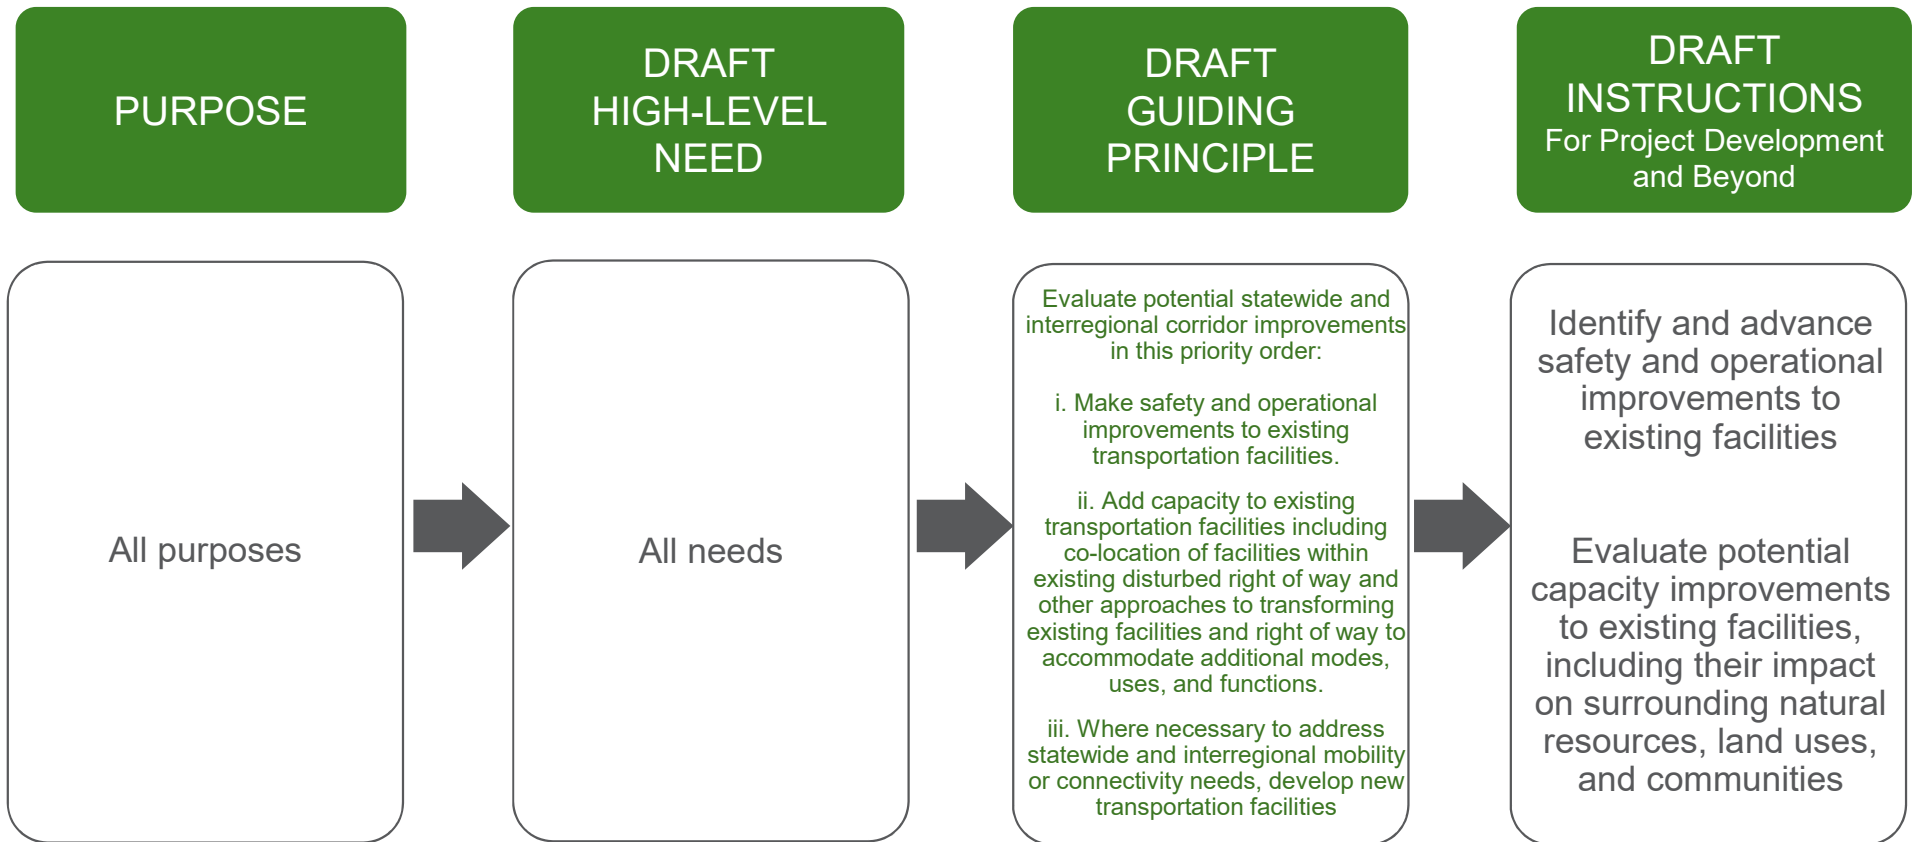 PURPOSE
DRAFT
HIGH-LEVEL
NEED
DRAFT
GUIDING
PRINCIPLE
DRAFT
INSTRUCTIONS
For Project Development
and Beyond
All purposes
All needs
Evaluate potential statewide and
interregional corridor improvements
in this priority order:
i. Make safety and operational
improvements to existing
transportation facilities.
ii. Add capacity to existing
transportation facilities including
co-location of facilities within
existing disturbed right of way and
other approaches to transforming
existing facilities and right of way to
accommodate additional modes,
uses, and functions.
iii. Where necessary to address
statewide and interregional mobility
or connectivity needs, develop new
transportation facilities
Identify and advance
safety and operational
improvements to
existing facilities
Evaluate potential
capacity improvements
to existing facilities,
including their impact
on surrounding natural
resources, land uses,
and communities